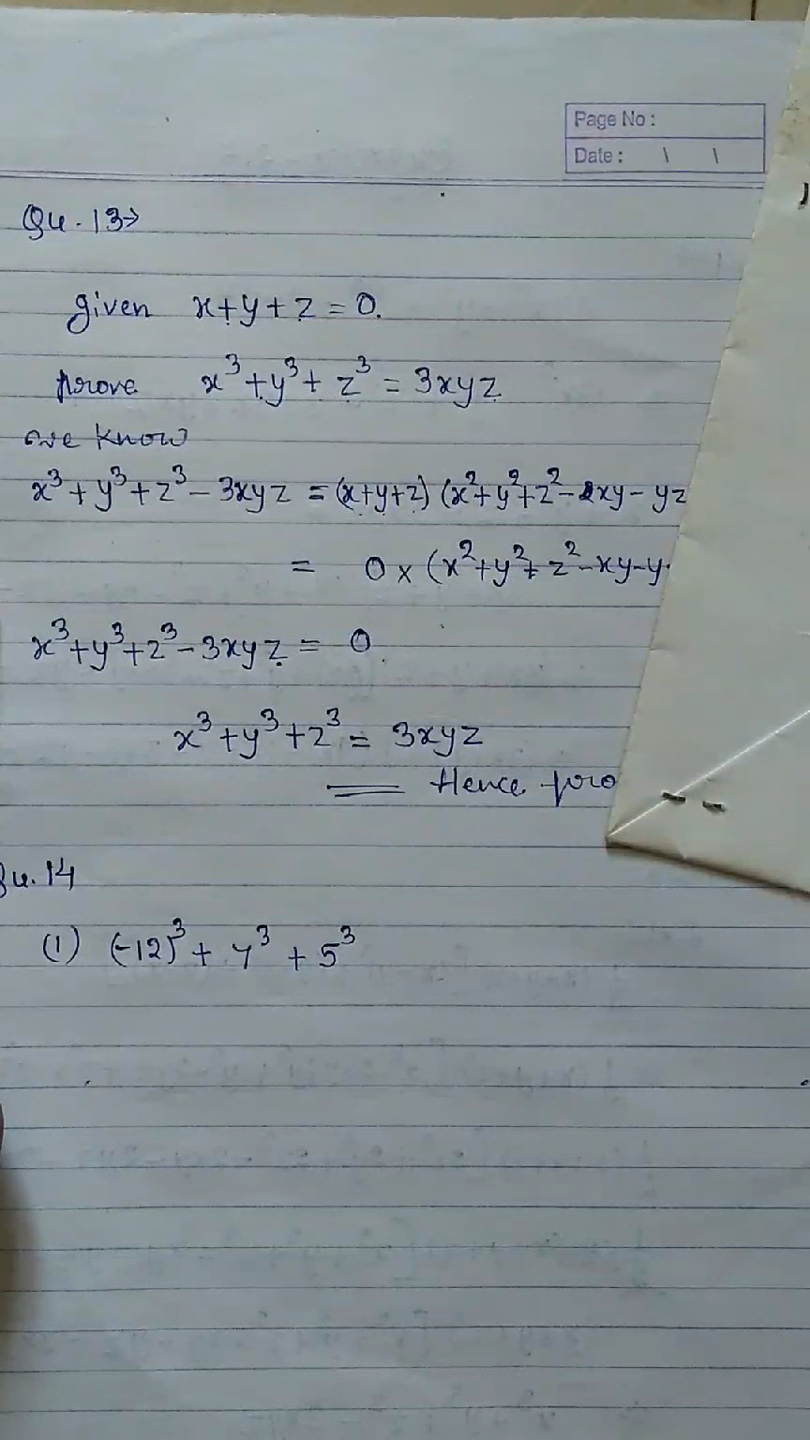 Page No :
Date : \ \
Qu. 13→
given x+y+z = 0.
prove x³+y³+z³ = 3xyz
we know
x³+y³+z³-3xyz = (x+y+z) (x²+y²+z²-xy-yz
= 0 × (x²+y²+z²-xy-y
x³+y³+z³-3xyz = 0
x³+y³+z³ = 3xyz
Hence pro
Qu. 14
(1) (-12)³ + 7³ + 5³